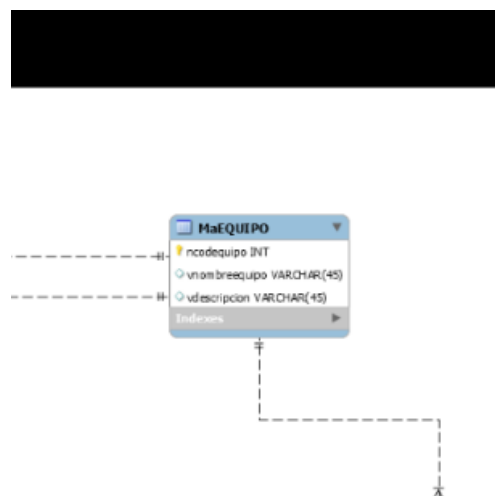 MaEQUIPO
ncodequipo INT
vnombreequipo VARCHAR(45)
vdescripcion VARCHAR(45)
Indexes